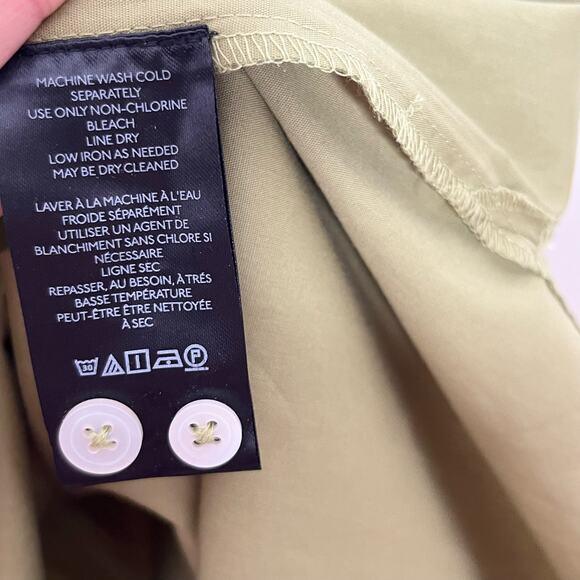 MACHINE WASH COLD
SEPARATELY
USE ONLY NON-CHLORINE
BLEACH
LINE DRY
LOW IRON AS NEEDED
MAY BE DRY CLEANED
LAVER À LA MACHINE À L'EAU
FROIDE SÉPARÉMENT
UTILISER UN AGENT DE
BLANCHIMENT SANS CHLORE SI
NÉCESSAIRE
LIGNE SEC
REPASSER, AU BESOIN, À TRÉS
BASSE TEMPÉRATURE
PEUT-ÊTRE ÊTRE NETTOYÉE
À SEC
30 P